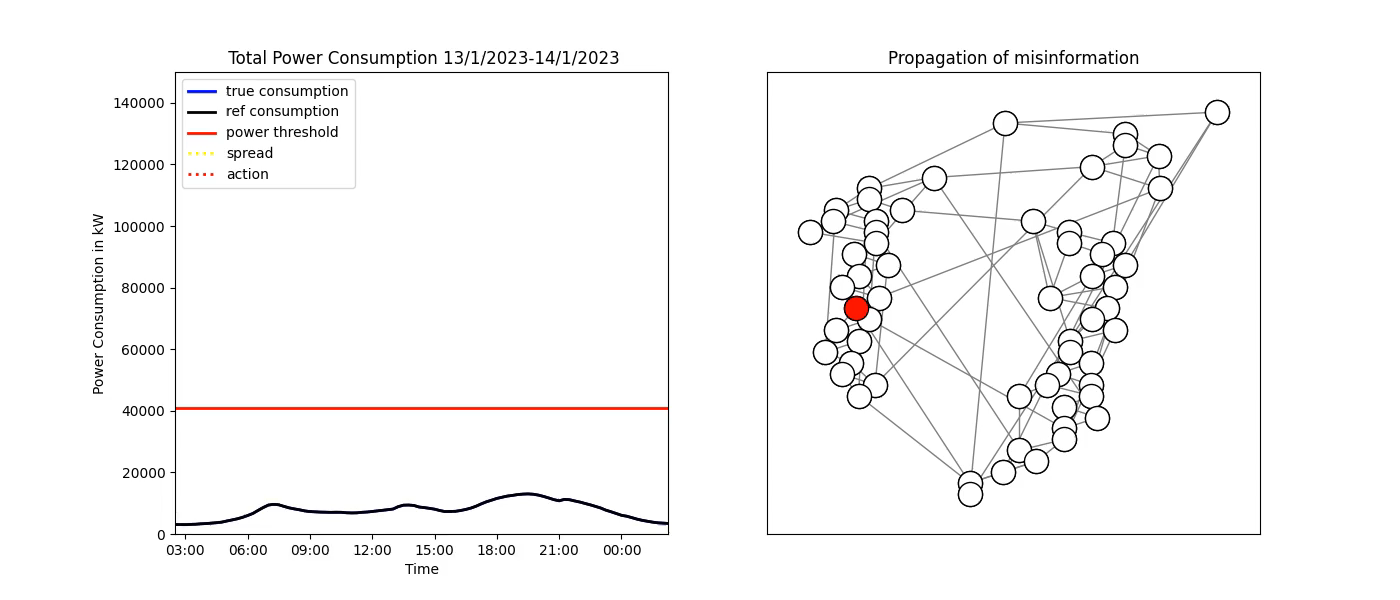 Total Power Consumption 13/1/2023-14/1/2023
true consumption
ref consumption
power threshold
spread
action
Power Consumption in kW
140000
120000
100000
80000
60000
40000
20000
0
03:00 06:00 09:00 12:00 15:00 18:00 21:00 00:00
Time
Propagation of misinformation